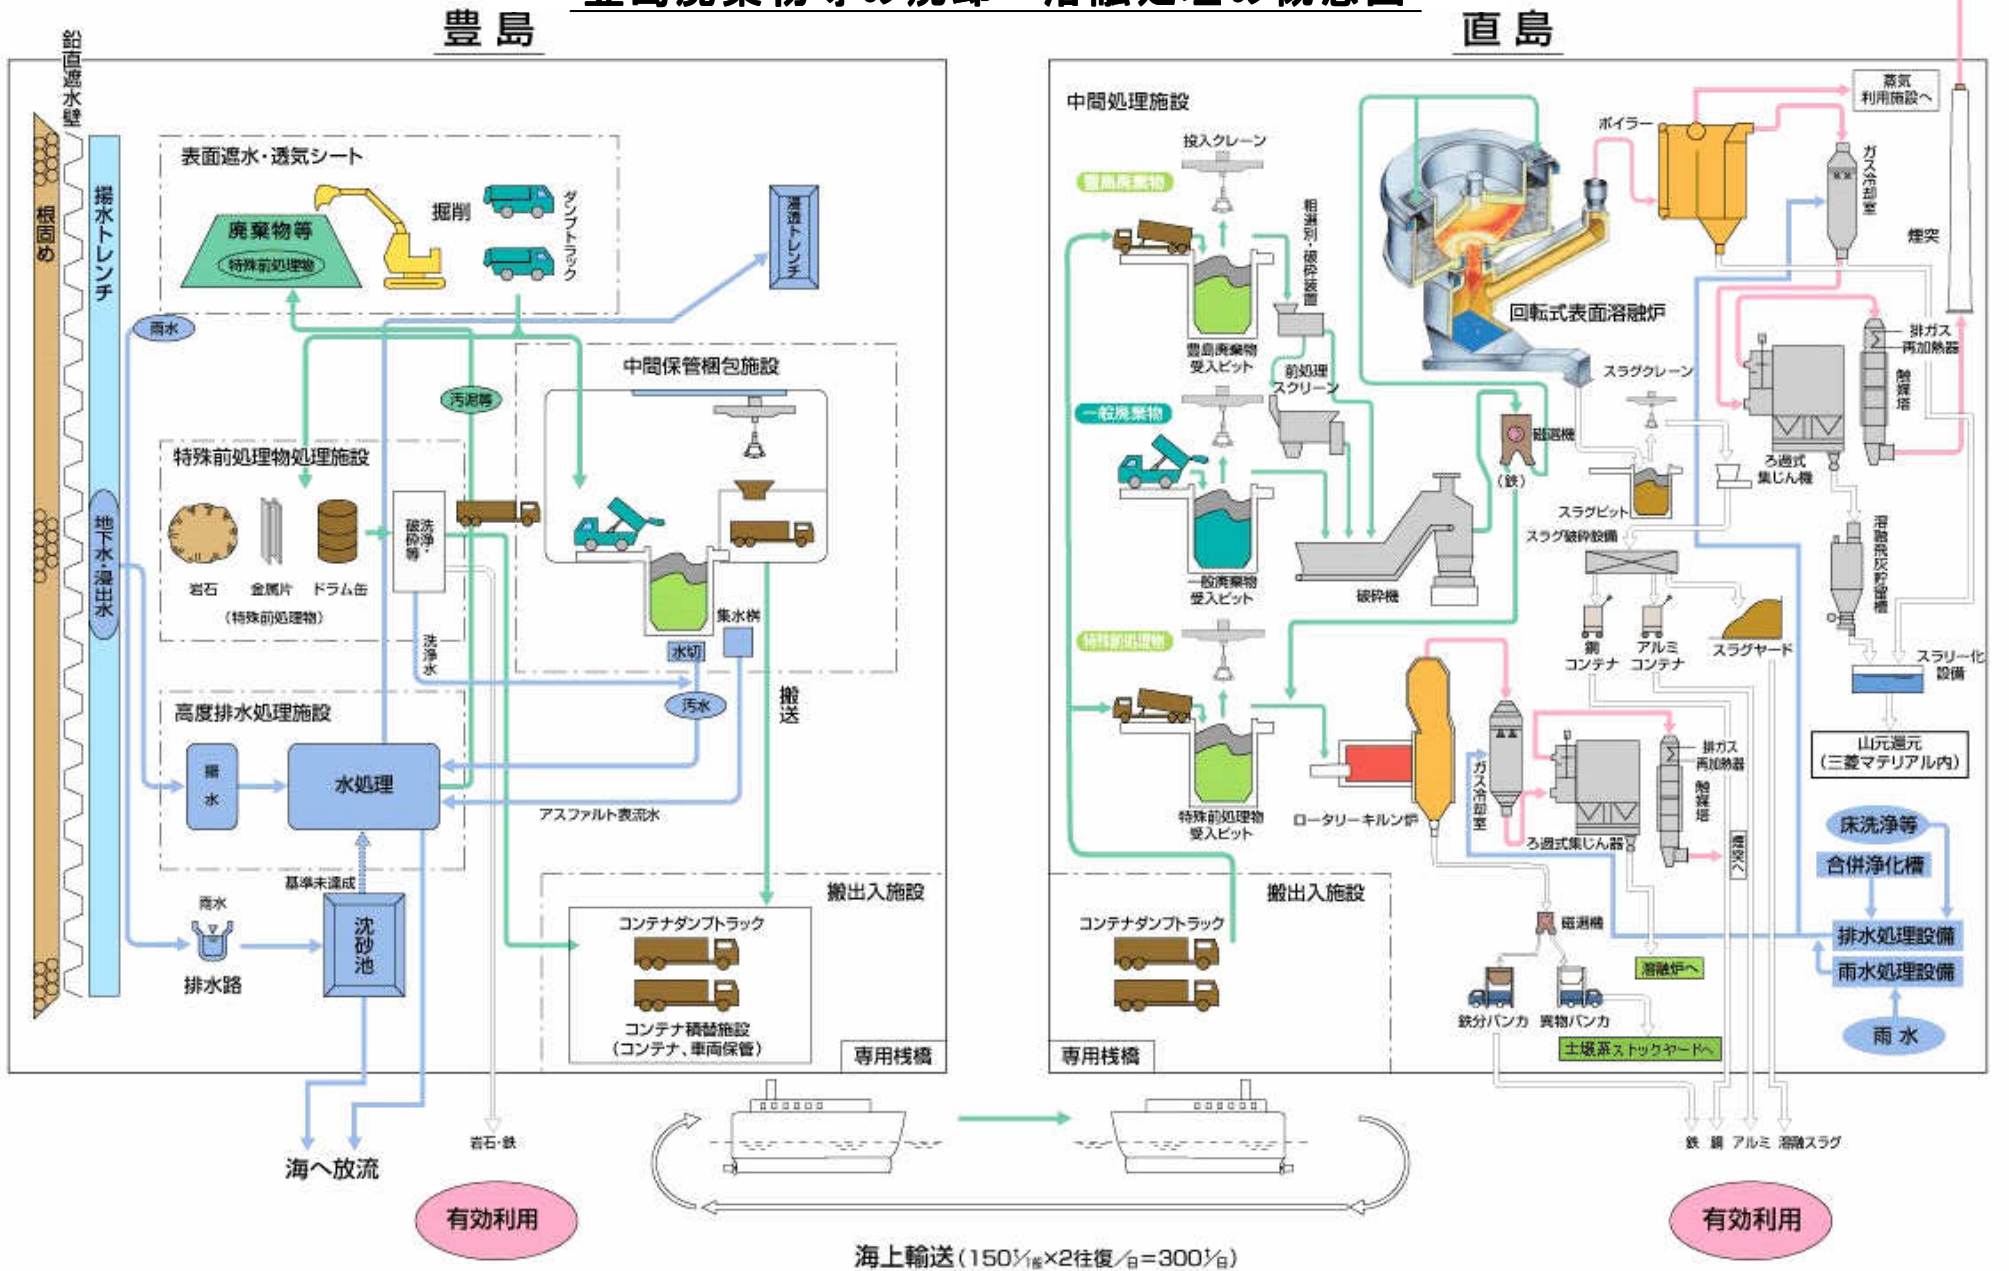 豊島
直島
鉛直遮水壁
根固め
揚水トレンチ
地下水・浸出水
表面遮水・透気シート
廃棄物等
特殊前処理物
掘削
ダンプトラック
浸透トレンチ
雨水
汚泥等
中間保管梱包施設
特殊前処理物処理施設
岩石
金属片
ドラム缶
(特殊前処理物)
洗浄・
破砕等
洗浄水
集水桝
水切
汚水
搬送
高度排水処理施設
揚水
水処理
アスファルト表流水
基準未達成
雨水
排水路
沈砂池
搬出入施設
コンテナダンプトラック
コンテナ積替施設
(コンテナ、車両保管)
専用桟橋
海へ放流
岩石・鉄
有効利用
中間処理施設
投入クレーン
豊島廃棄物
粗選別・破砕装置
豊島廃棄物
受入ピット
前処理
スクリーン
一般廃棄物
一般廃棄物
受入ピット
破砕機
特殊前処理物
特殊前処理物
受入ピット
回転式表面溶融炉
ボイラー
蒸気
利用施設へ
ガス冷却室
煙突
排ガス
再加熱器
触媒塔
ろ過式
集じん機
スラグクレーン
磁選機
(鉄)
スラグピット
スラグ破砕設備
溶融飛灰貯留槽
銅
コンテナ
アルミ
コンテナ
スラグヤード
スラリー化
設備
山元還元
(三菱マテリアル内)
ロータリーキルン炉
ガス冷却室
ろ過式集じん器
排ガス
再加熱器
触媒塔
煙突へ
床洗浄等
合併浄化槽
排水処理設備
雨水処理設備
雨水
搬出入施設
コンテナダンプトラック
専用桟橋
磁選機
溶融炉へ
鉄分バンカ
異物バンカ
土壌系ストックヤードへ
鉄
銅
アルミ
溶融スラグ
有効利用
海上輸送(150t/1船×2往復/日=300t/日)